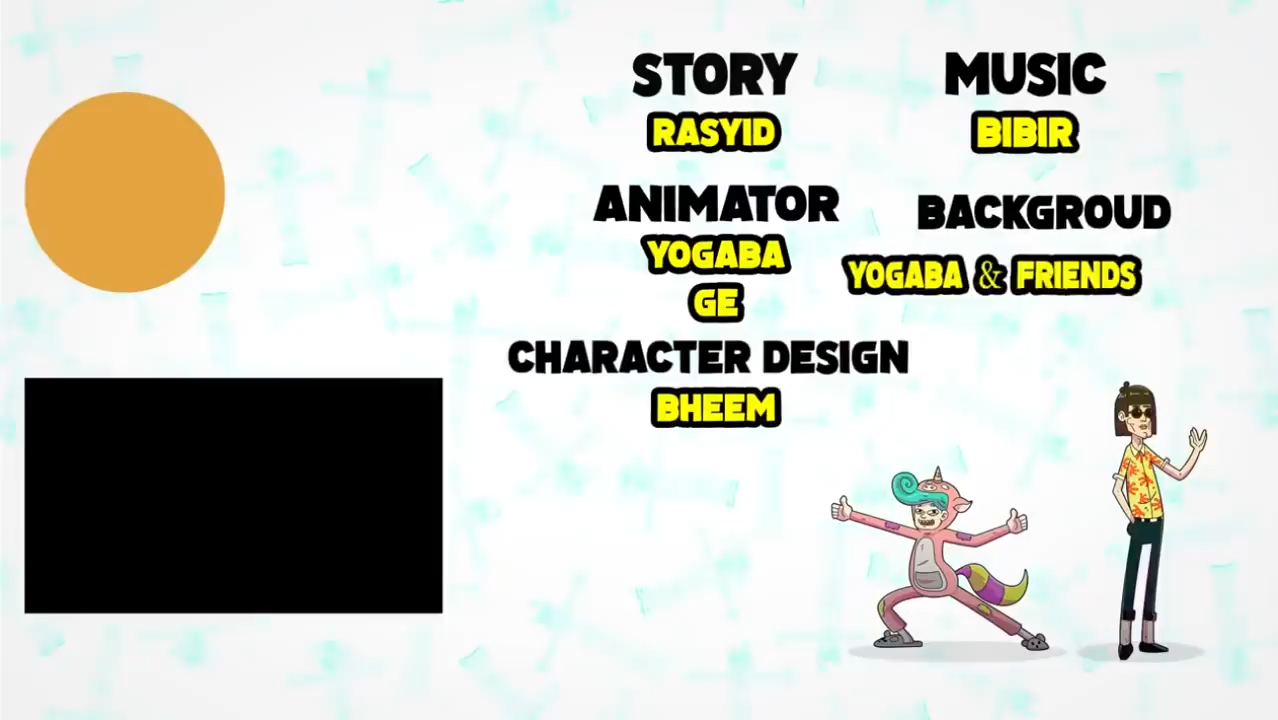 STORY
RASYID
MUSIC
BIBIR
ANIMATOR
YOGABA
GE
BACKGROUD
YOGABA & FRIENDS
CHARACTER DESIGN
BHEEM